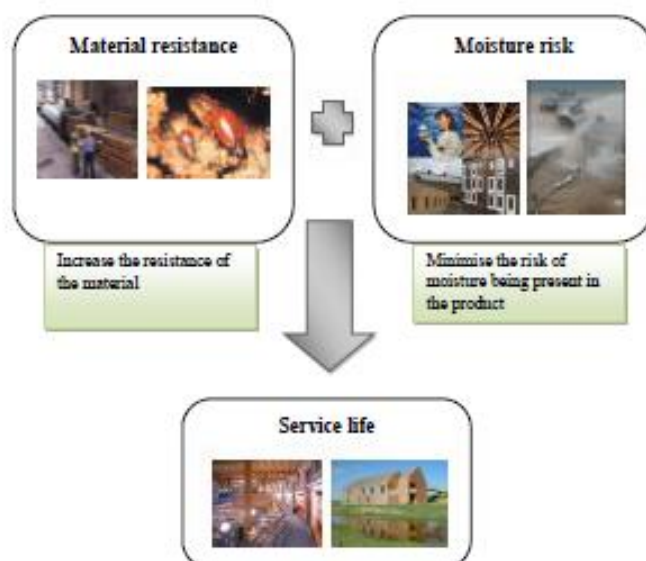 Material resistance
Moisture risk
Increase the resistance of
the material
Minimise the risk of
moisture being present in
the product
Service life